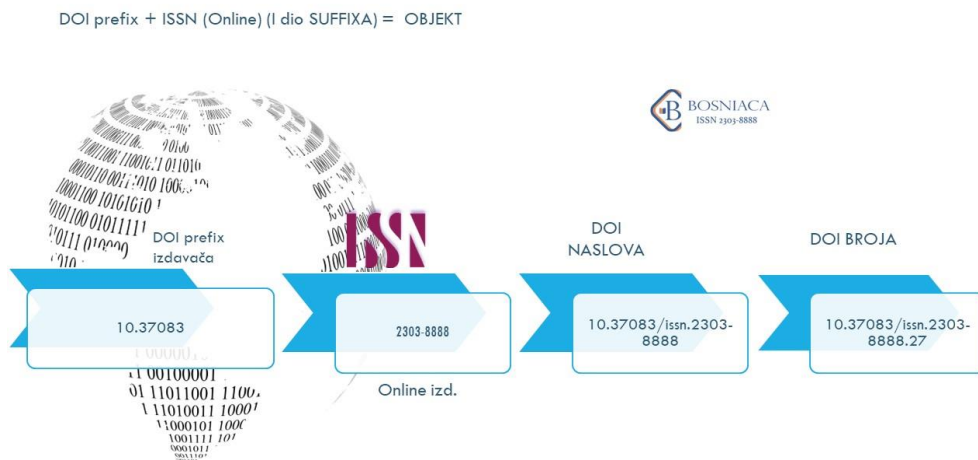 DOI prefix + ISSN (Online) (I dio SUFFIXA) = OBJEKT
BOSNIACA
ISSN 2303-8888
DOI prefix
izdavača
ISSN
DOI
NASLOVA
DOI BROJA
10.37083
2303-8888
10.37083/issn.2303-
8888
10.37083/issn.2303-
8888.27
Online izd.